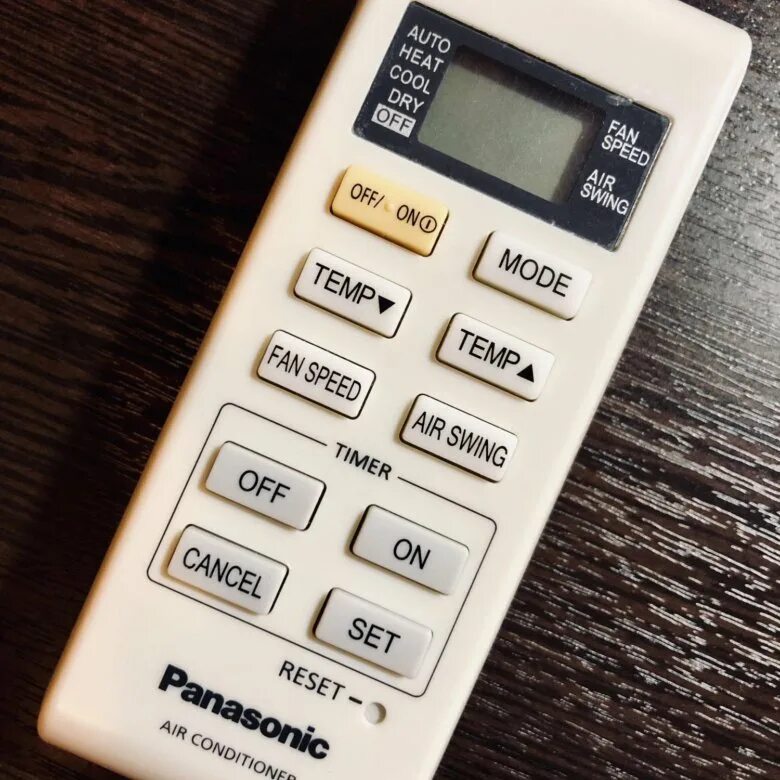 AUTO
HEAT
COOL
DRY
OFF
FAN
SPEED
AIR
SWING
OFF/ ON
MODE
TEMP▼
TEMP▲
FAN SPEED
AIR SWING
TIMER
OFF
ON
CANCEL
SET
RESET
Panasonic
AIR CONDITIONER